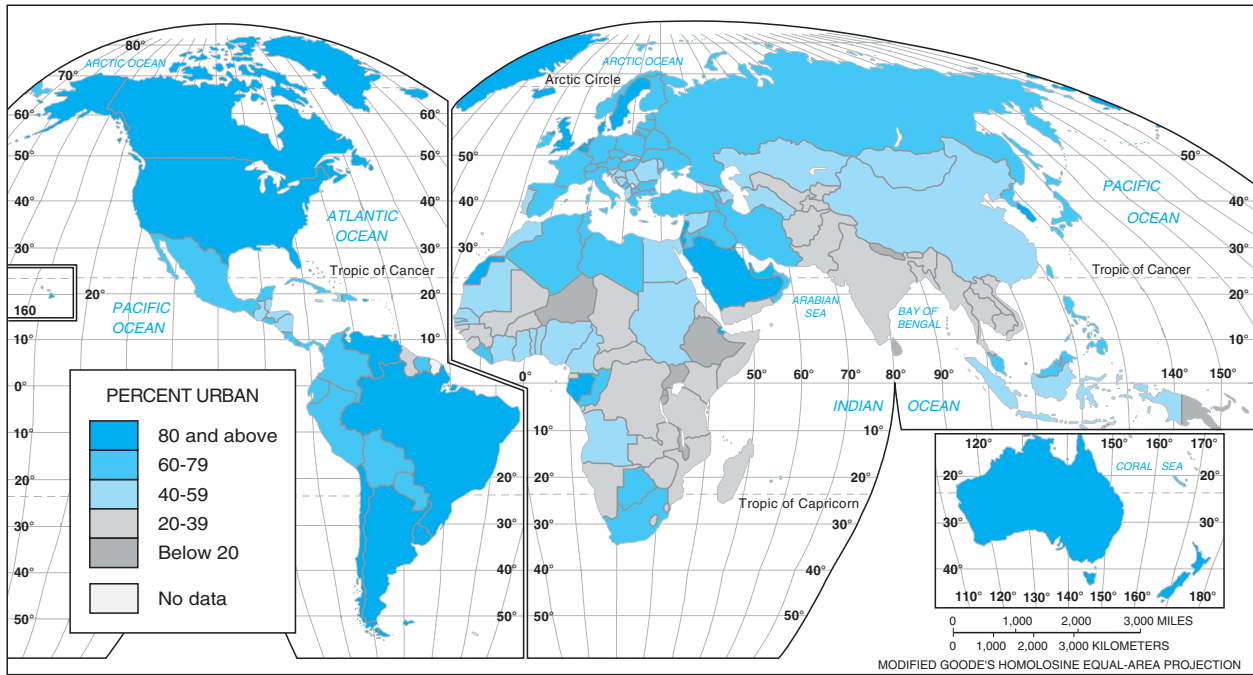 80°
70°
60°
50°
40°
30°
20°
160
10°
0°
10°
20°
30°
40°
50°
ARCTIC OCEAN
ATLANTIC
OCEAN
Tropic of Cancer
PACIFIC
OCEAN
PERCENT URBAN
80 and above
60-79
40-59
20-39
Below 20
No data
10°
20°
30°
40°
50°
ARCTIC OCEAN
Arctic Circle
70°
60°
50°
40°
30°
20°
10°
0°
50°
60°
70°
80°
90°
140°
150°
50°
40°
30°
20°
10°
PACIFIC
OCEAN
Tropic of Cancer
ARABIAN
SEA
BAY OF
BENGAL
INDIAN
OCEAN
10°
20°
Tropic of Capricorn
30°
50°
10°
20°
30°
40°
50°
120°
130°
140°
150°
160°
170°
CORAL SEA
20°
30°
40°
20°
30°
40°
110°
120°
130°
140°
150°
160°
180°
0 1,000 2,000 3,000 MILES
0 1,000 2,000 3,000 KILOMETERS
MODIFIED GOODE'S HOMOLOSINE EQUAL-AREA PROJECTION